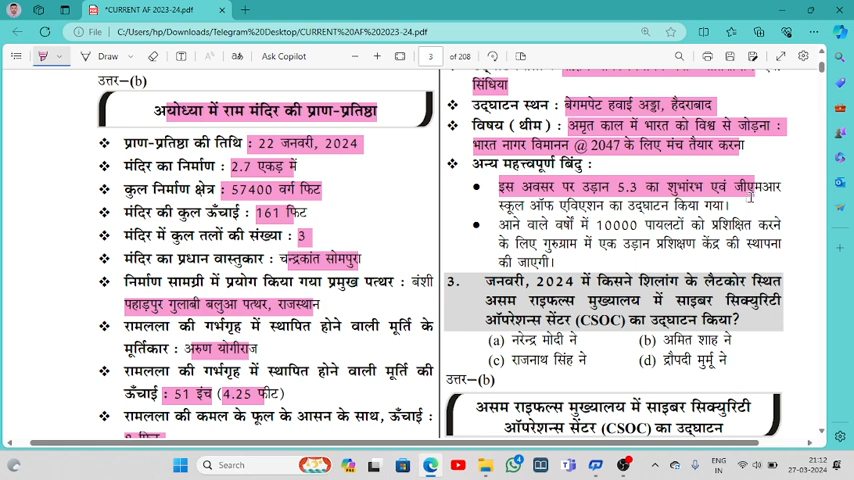 *CURRENT AF 2023-24.pdf
File
C:/Users/hp/Downloads/Telegram%20Desktop/CURRENT%20AF%202023-24.pdf
Draw
Ask Copilot
3
of 208
उत्तर–(b)
अयोध्या में राम मंदिर की प्राण-प्रतिष्ठा
प्राण-प्रतिष्ठा की तिथि : 22 जनवरी, 2024
मंदिर का निर्माण : 2.7 एकड़ में
कुल निर्माण क्षेत्र : 57400 वर्ग फिट
मंदिर की कुल ऊँचाई : 161 फिट
मंदिर में कुल तलों की संख्या : 3
मंदिर का प्रधान वास्तुकार : चन्द्रकांत सोमपुरा
निर्माण सामग्री में प्रयोग किया गया प्रमुख पत्थर : बंशी
पहाड़पुर गुलाबी बलुआ पत्थर, राजस्थान
रामलला की गर्भगृह में स्थापित होने वाली मूर्ति के
मूर्तिकार : अरुण योगीराज
रामलला की गर्भगृह में स्थापित होने वाली मूर्ति की
ऊँचाई : 51 इंच (4.25 फीट)
रामलला की कमल के फूल के आसन के साथ, ऊँचाई :
सिंधिया
उद्घाटन स्थान : बेगमपेट हवाई अड्डा, हैदराबाद
विषय (थीम) : अमृत काल में भारत को विश्व से जोड़ना :
भारत नागर विमानन @ 2047 के लिए मंच तैयार करना
अन्य महत्त्वपूर्ण बिंदु :
इस अवसर पर उड़ान 5.3 का शुभारंभ एवं जीएमआर
स्कूल ऑफ एविएशन का उद्घाटन किया गया।
आने वाले वर्षों में 10000 पायलटों को प्रशिक्षित करने
के लिए गुरुग्राम में एक उड़ान प्रशिक्षण केंद्र की स्थापना
की जाएगी।
3. जनवरी, 2024 में किसने शिलांग के लैटकोर स्थित
असम राइफल्स मुख्यालय में साइबर सिक्युरिटी
ऑपरेशन्स सेंटर (CSOC) का उद्घाटन किया?
(a) नरेन्द्र मोदी ने (b) अमित शाह ने
(c) राजनाथ सिंह ने (d) द्रौपदी मुर्मू ने
उत्तर–(b)
असम राइफल्स मुख्यालय में साइबर सिक्युरिटी
ऑपरेशन्स सेंटर (CSOC) का उद्घाटन
Search
4
ENG
IN
21:12
27-03-2024